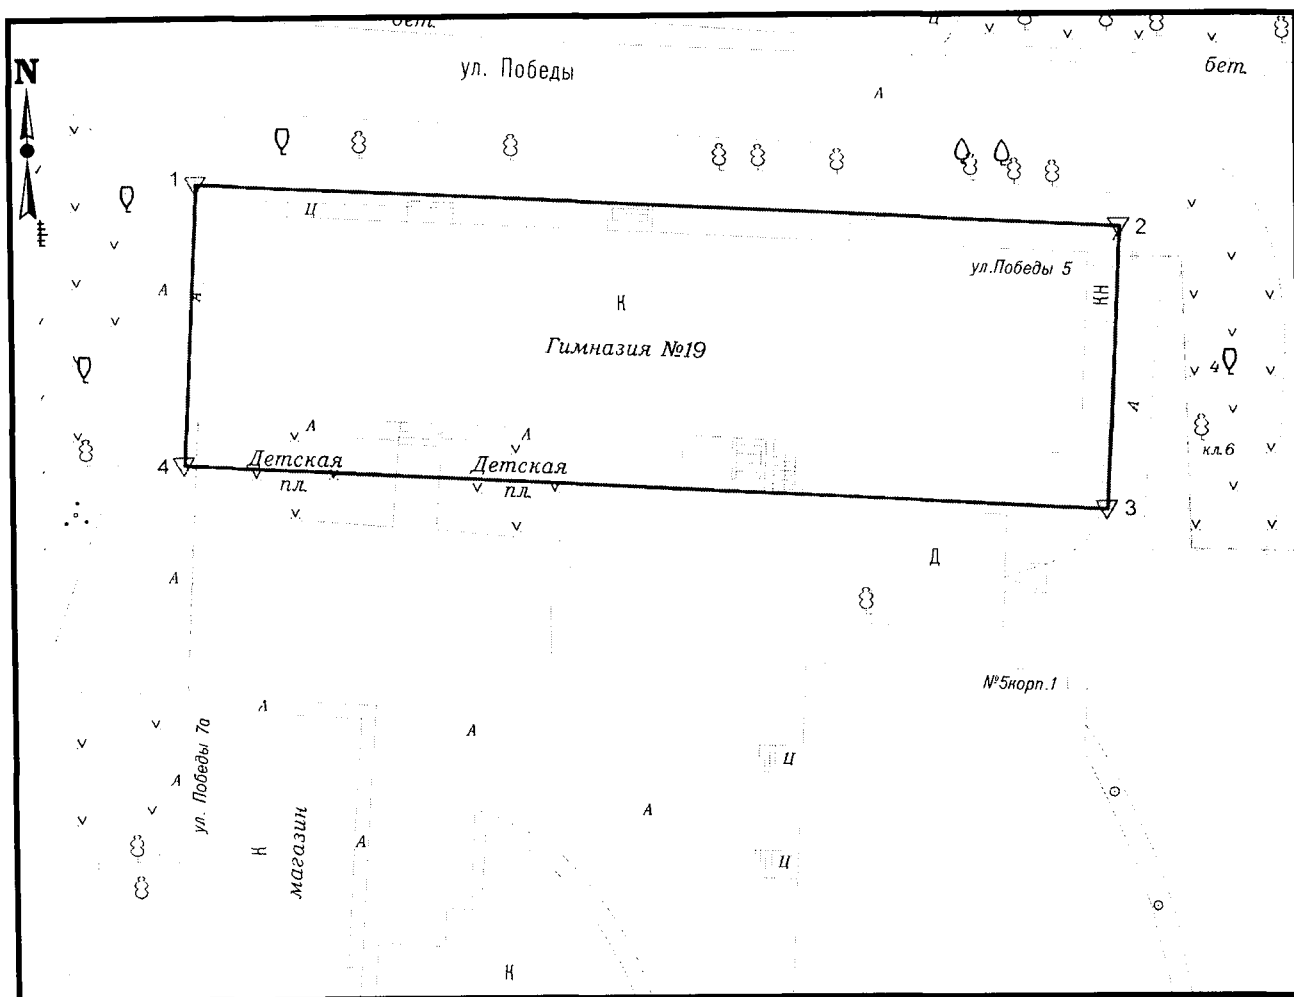 бет.
Ц
ул. Победы
бет.
N
А
1
Ц
2
ул.Победы 5
А
А
К
КН
Гимназия №19
4
А
А
А
кл.6
4
Детская
пл.
Детская
пл.
3
Д
А
№5корп.1
А
А
ул. Победы 7а
Ц
А
А
К
магазин
А
Ц
К